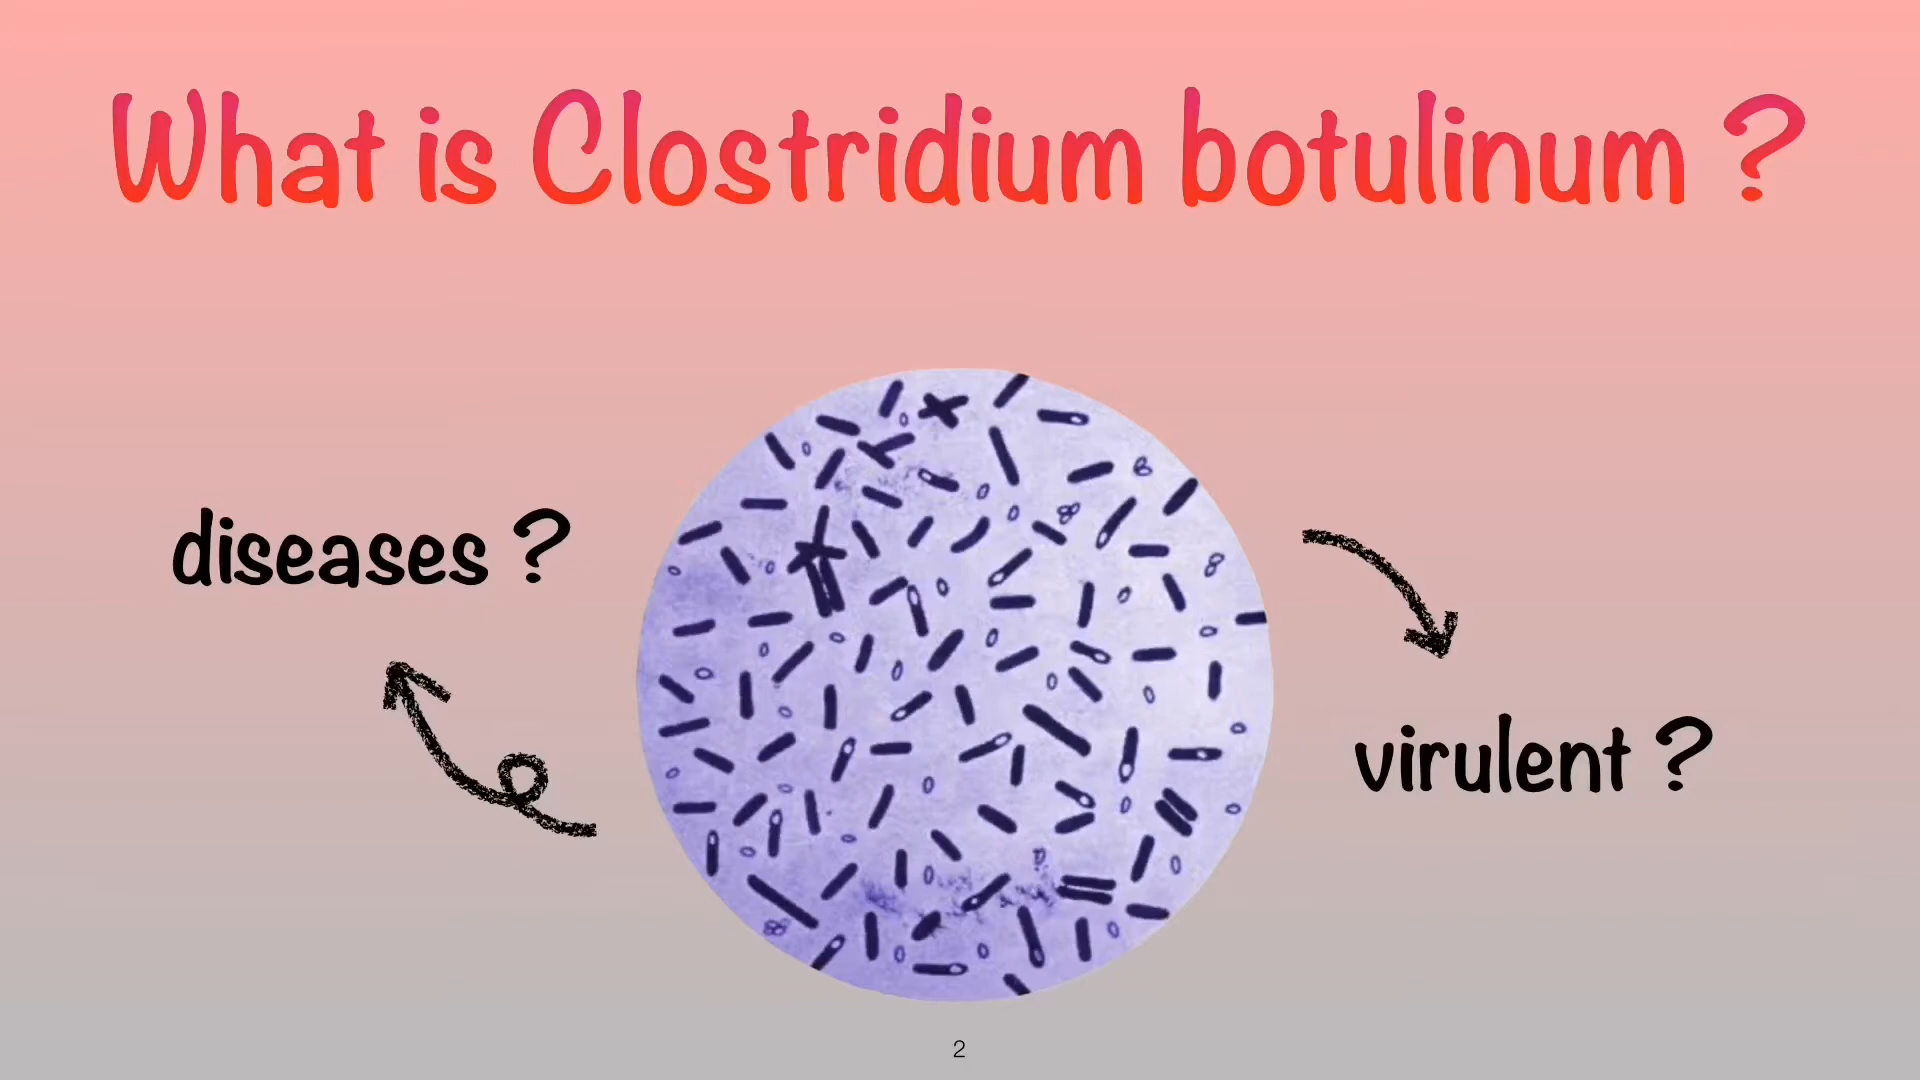 What is Clostridium botulinum ?
diseases ?
virulent ?
2